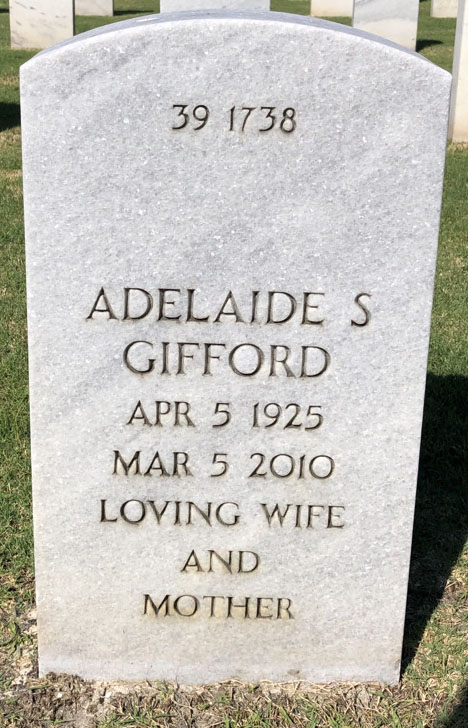 39 1738
ADELAIDE S
GIFFORD
APR 5 1925
MAR 5 2010
LOVING WIFE
AND
MOTHER